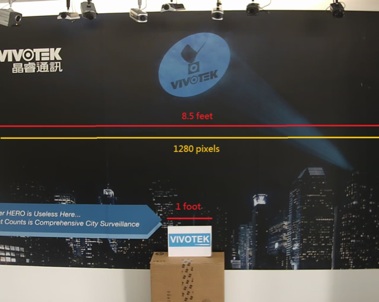 VIVOTEK
晶睿通訊
VIVOTEK
8.5 feet
1280 pixels
er HERO is Useless Here...
t Counts is Comprehensive City Surveillance
1 foot
VIVOTEK